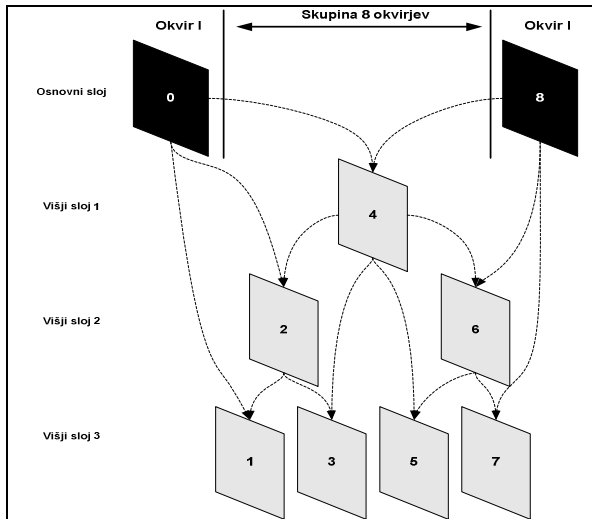 Okvir I
Skupina 8 okvirjev
Okvir I
Osnovni sloj
0
8
Višji sloj 1
4
Višji sloj 2
2
6
Višji sloj 3
1
3
5
7